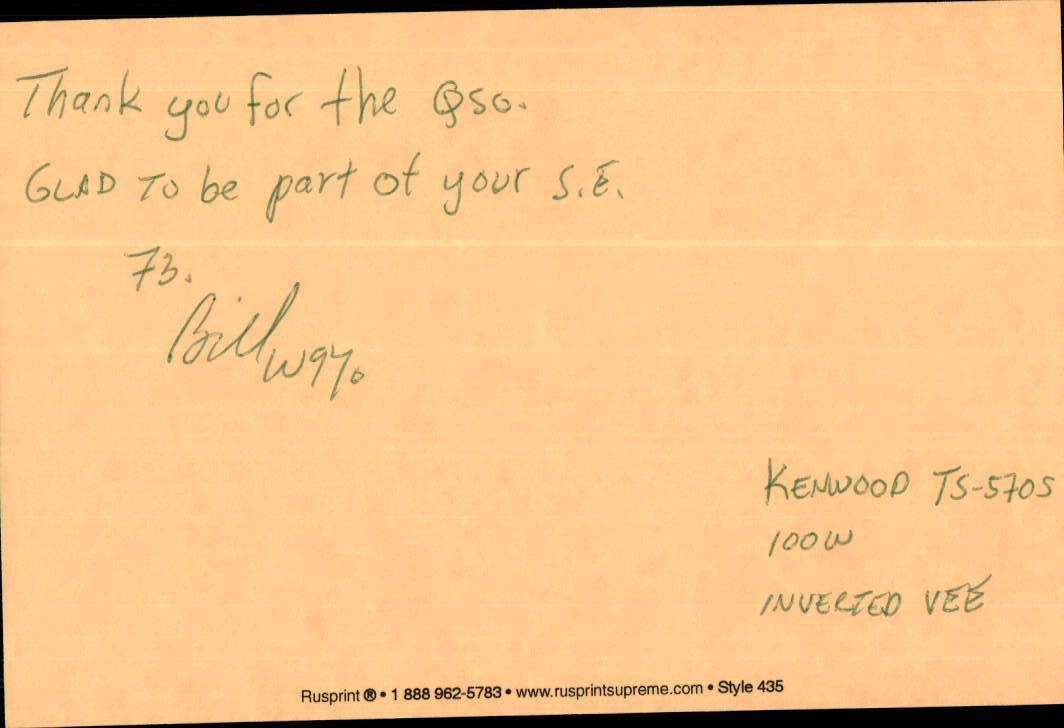 Thank you for the QSO.
GLAD TO be part of your S.E.
73.
Bill W9YO
KENWOOD TS-570S
100W
INVERTED VEE
Rusprint ® • 1 888 962-5783 • www.rusprintsupreme.com • Style 435